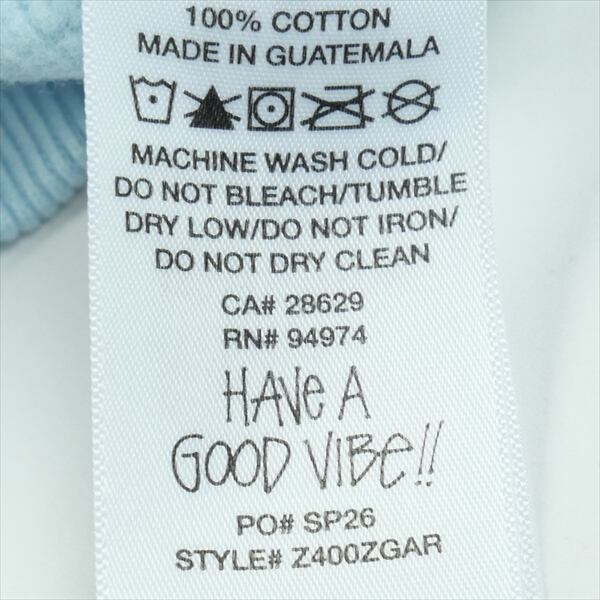 100% COTTON
MADE IN GUATEMALA
MACHINE WASH COLD/
DO NOT BLEACH/TUMBLE
DRY LOW/DO NOT IRON/
DO NOT DRY CLEAN
CA# 28629
RN# 94974
HAVe A
GOOD VIBe!!
PO# SP26
STYLE# Z400ZGAR